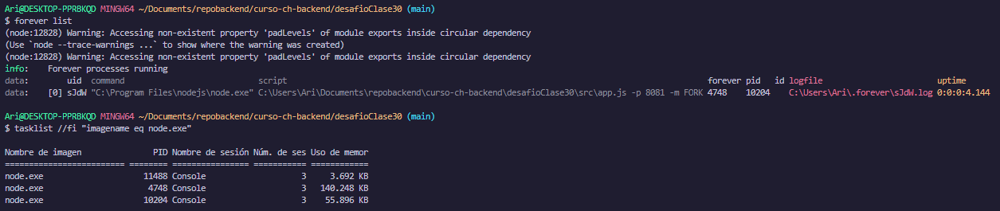 Ari@DESKTOP-PPRBKQD MINGW64 ~/Documents/repobackend/curso-ch-backend/desafioClase30 (main)
$ forever list
(node:12828) Warning: Accessing non-existent property 'padLevels' of module exports inside circular dependency
(Use `node --trace-warnings ...` to show where the warning was created)
(node:12828) Warning: Accessing non-existent property 'padLevels' of module exports inside circular dependency
info:    Forever processes running
data:        uid  command                           script                                                                                      forever pid   id logfile                       uptime
data:    [0] sJdW "C:\Program Files\nodejs\node.exe" C:\Users\Ari\Documents\repobackend\curso-ch-backend\desafioClase30\src\app.js -p 8081 -m FORK 4748    10204    C:\Users\Ari\.forever\sJdW.log 0:0:0:4.144
Ari@DESKTOP-PPRBKQD MINGW64 ~/Documents/repobackend/curso-ch-backend/desafioClase30 (main)
$ tasklist //fi "imagename eq node.exe"
Nombre de imagen               PID Nombre de sesión Núm. de ses Uso de memor
========================= ======== ================ =========== ============
node.exe                     11488 Console                    3     3.692 KB
node.exe                      4748 Console                    3   140.248 KB
node.exe                     10204 Console                    3    55.896 KB